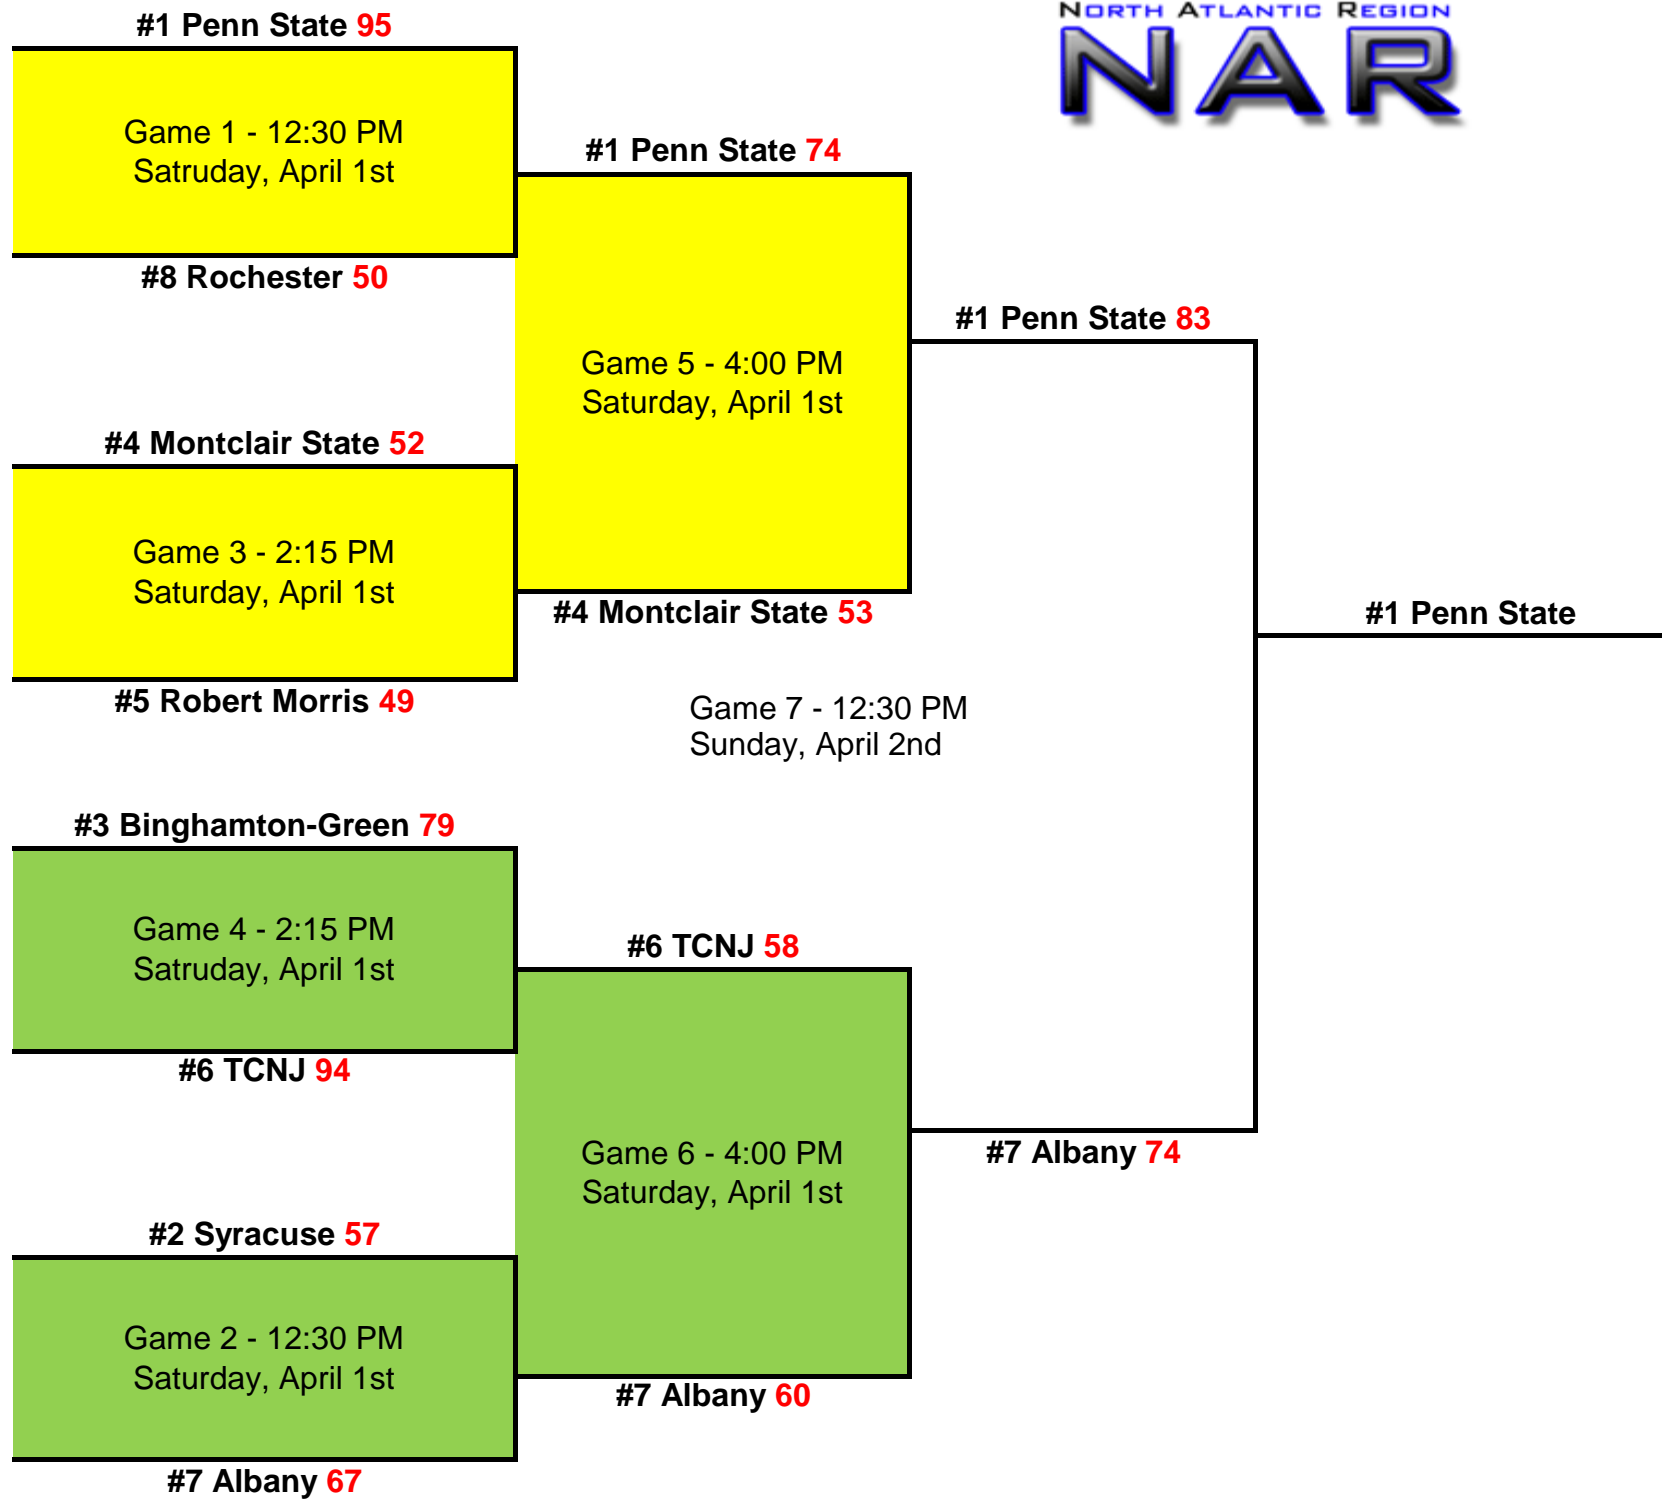 NORTH ATLANTIC REGION
NAR
#1 Penn State 95
Game 1 - 12:30 PM
Satruday, April 1st
#8 Rochester 50
#4 Montclair State 52
Game 3 - 2:15 PM
Saturday, April 1st
#5 Robert Morris 49
#1 Penn State 74
Game 5 - 4:00 PM
Saturday, April 1st
#4 Montclair State 53
#1 Penn State 83
Game 7 - 12:30 PM
Sunday, April 2nd
#1 Penn State
#3 Binghamton-Green 79
Game 4 - 2:15 PM
Satruday, April 1st
#6 TCNJ 94
#2 Syracuse 57
Game 2 - 12:30 PM
Saturday, April 1st
#7 Albany 67
#6 TCNJ 58
Game 6 - 4:00 PM
Saturday, April 1st
#7 Albany 60
#7 Albany 74